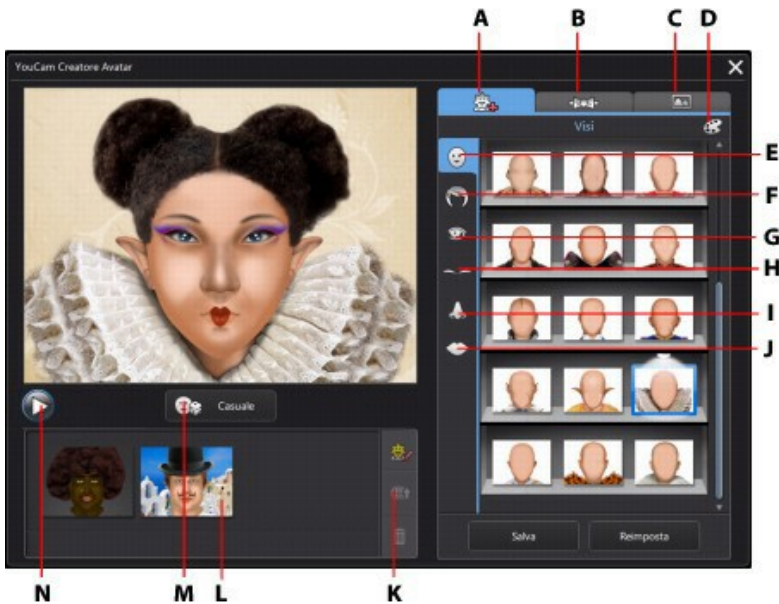 A B C D
YouCam Creatore Avatar
Visi
E
F
G
H
I
J
Casuale
Salva Reimposta
N M L K